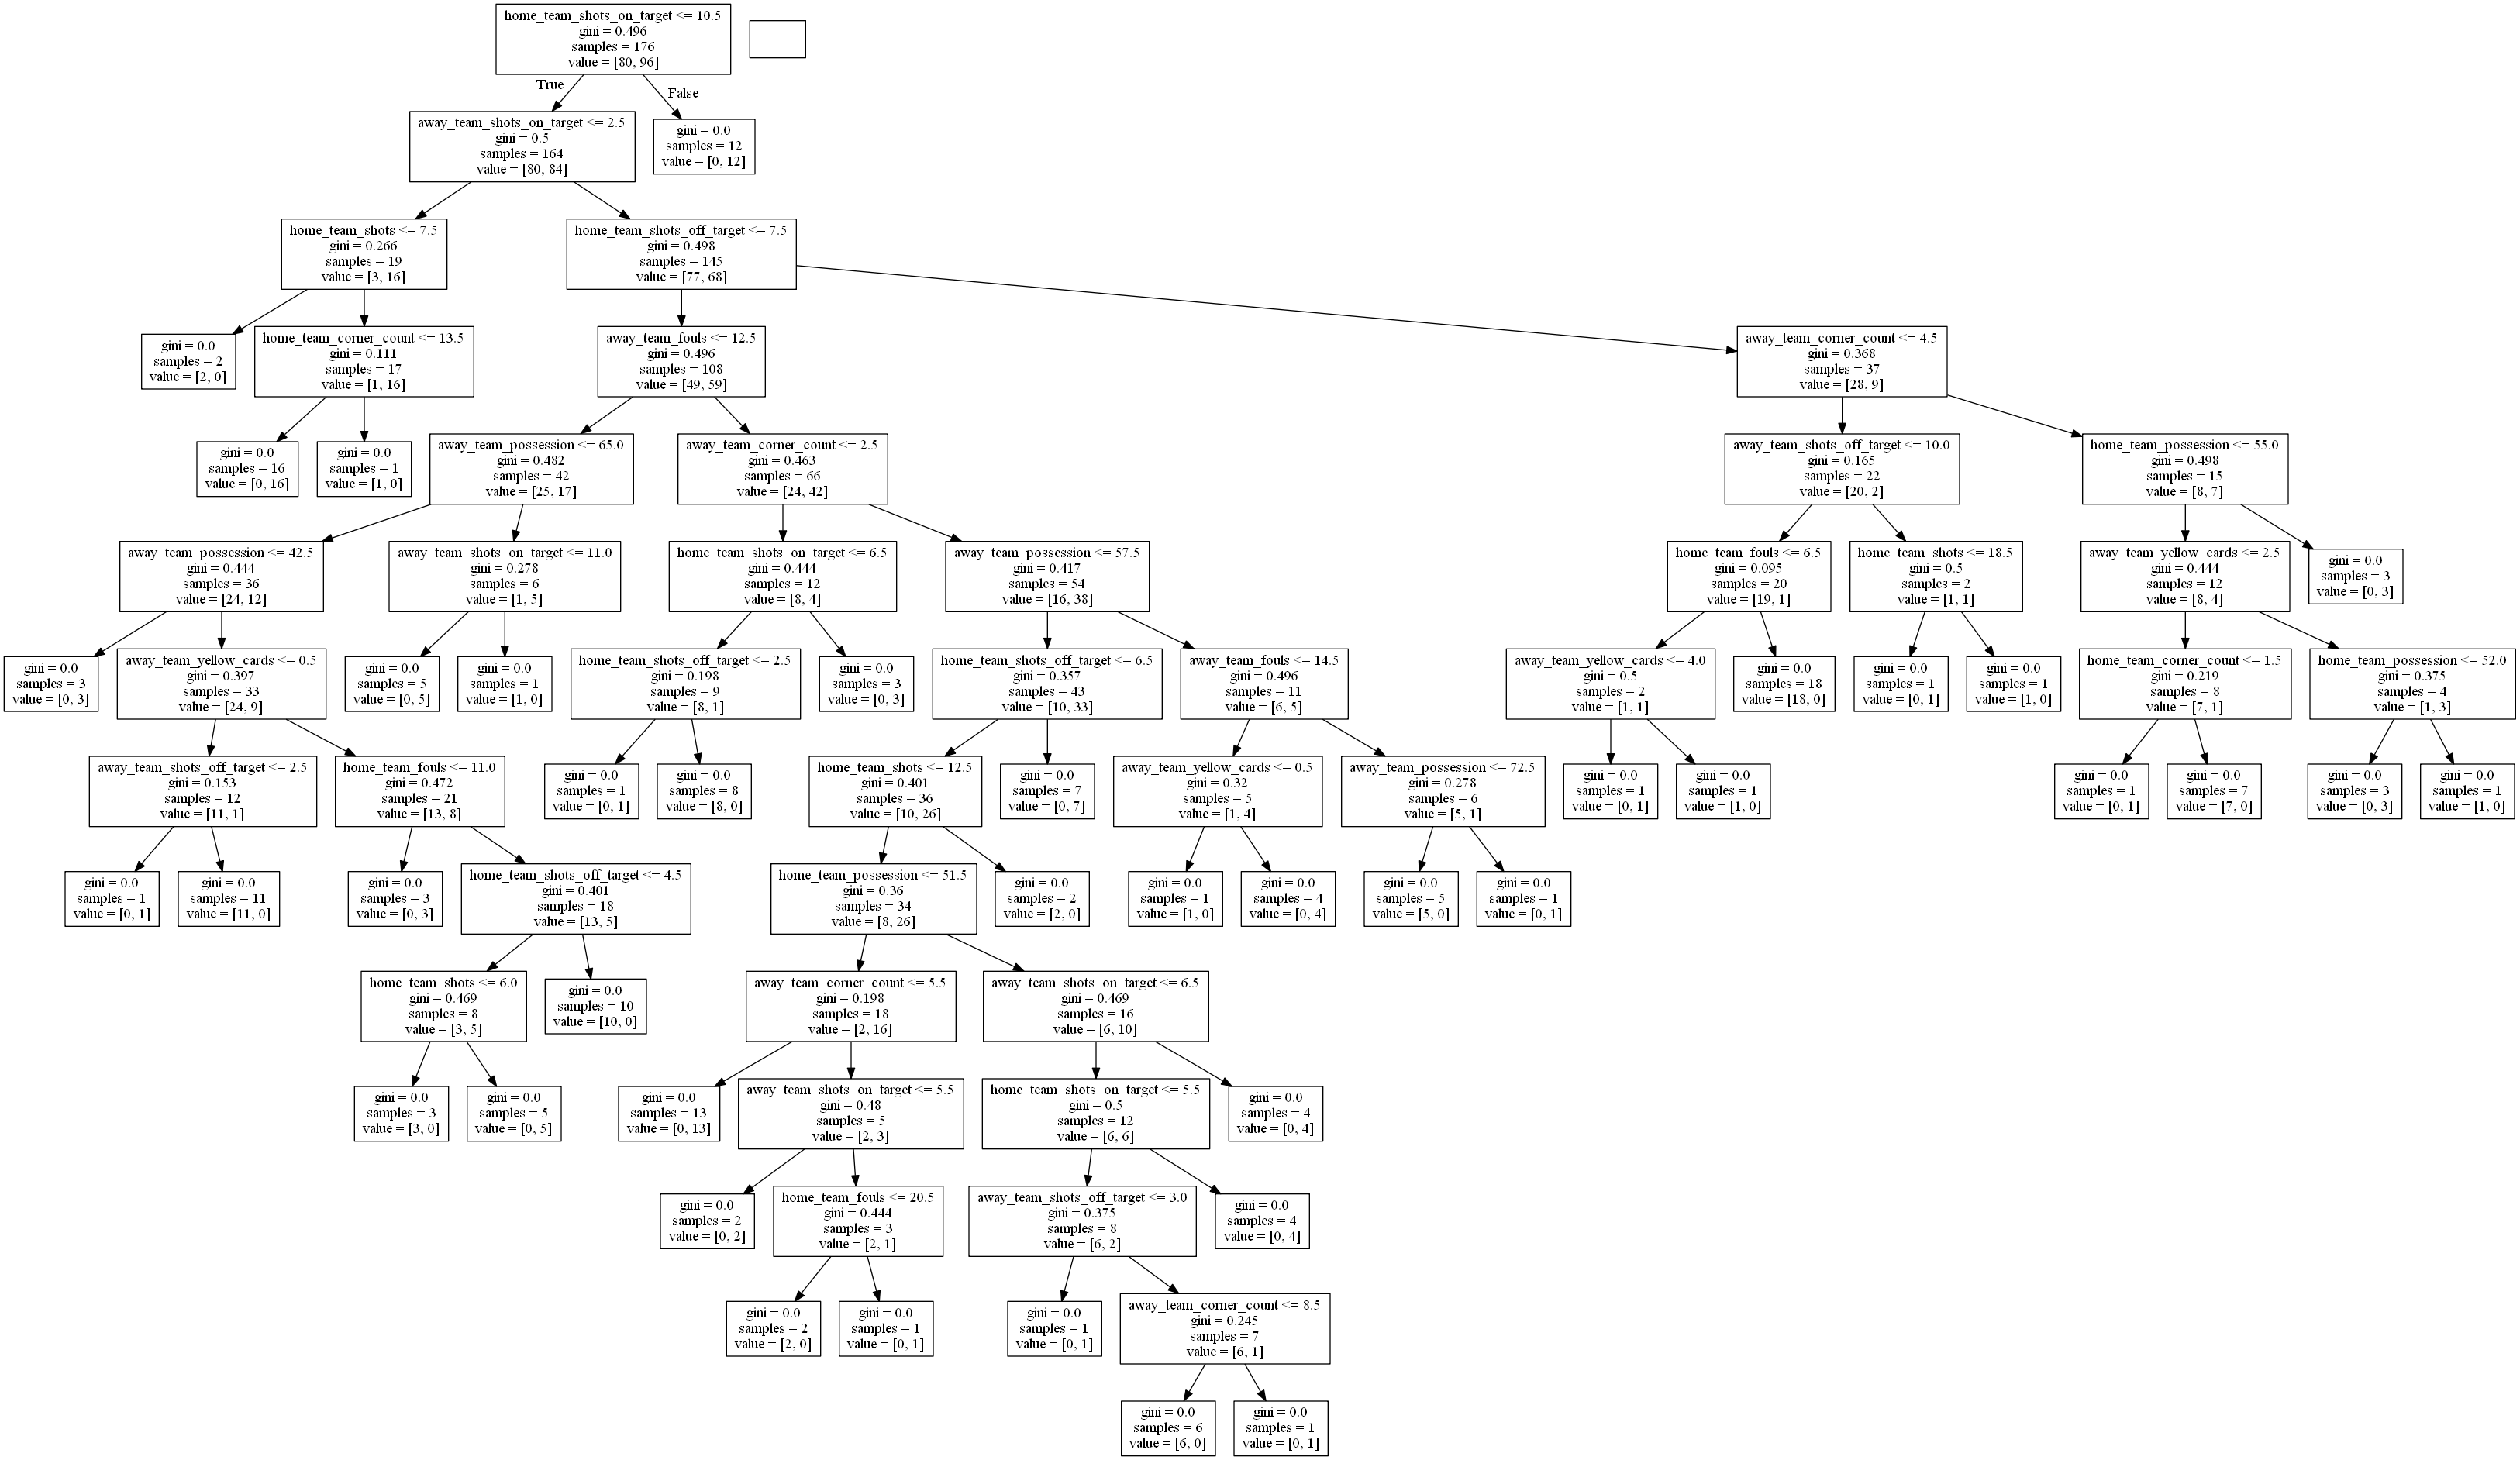 home_team_shots_on_target <= 10.5
gini = 0.496
samples = 176
value = [80, 96]
True
False
away_team_shots_on_target <= 2.5
gini = 0.5
samples = 164
value = [80, 84]
gini = 0.0
samples = 12
value = [0, 12]
home_team_shots <= 7.5
gini = 0.266
samples = 19
value = [3, 16]
home_team_shots_off_target <= 7.5
gini = 0.498
samples = 145
value = [77, 68]
gini = 0.0
samples = 2
value = [2, 0]
home_team_corner_count <= 13.5
gini = 0.111
samples = 17
value = [1, 16]
away_team_fouls <= 12.5
gini = 0.496
samples = 108
value = [49, 59]
away_team_corner_count <= 4.5
gini = 0.368
samples = 37
value = [28, 9]
gini = 0.0
samples = 16
value = [0, 16]
gini = 0.0
samples = 1
value = [1, 0]
away_team_possession <= 65.0
gini = 0.482
samples = 42
value = [25, 17]
away_team_corner_count <= 2.5
gini = 0.463
samples = 66
value = [24, 42]
away_team_shots_off_target <= 10.0
gini = 0.165
samples = 22
value = [20, 2]
home_team_possession <= 55.0
gini = 0.498
samples = 15
value = [8, 7]
away_team_possession <= 42.5
gini = 0.444
samples = 36
value = [24, 12]
away_team_shots_on_target <= 11.0
gini = 0.278
samples = 6
value = [1, 5]
home_team_shots_on_target <= 6.5
gini = 0.444
samples = 12
value = [8, 4]
away_team_possession <= 57.5
gini = 0.417
samples = 54
value = [16, 38]
home_team_fouls <= 6.5
gini = 0.095
samples = 20
value = [19, 1]
home_team_shots <= 18.5
gini = 0.5
samples = 2
value = [1, 1]
away_team_yellow_cards <= 2.5
gini = 0.444
samples = 12
value = [8, 4]
gini = 0.0
samples = 3
value = [0, 3]
gini = 0.0
samples = 3
value = [0, 3]
away_team_yellow_cards <= 0.5
gini = 0.397
samples = 33
value = [24, 9]
gini = 0.0
samples = 5
value = [0, 5]
gini = 0.0
samples = 1
value = [1, 0]
home_team_shots_off_target <= 2.5
gini = 0.198
samples = 9
value = [8, 1]
gini = 0.0
samples = 3
value = [0, 3]
home_team_shots_off_target <= 6.5
gini = 0.357
samples = 43
value = [10, 33]
away_team_fouls <= 14.5
gini = 0.496
samples = 11
value = [6, 5]
away_team_yellow_cards <= 4.0
gini = 0.5
samples = 2
value = [1, 1]
gini = 0.0
samples = 18
value = [18, 0]
gini = 0.0
samples = 1
value = [0, 1]
gini = 0.0
samples = 1
value = [1, 0]
home_team_corner_count <= 1.5
gini = 0.219
samples = 8
value = [7, 1]
home_team_possession <= 52.0
gini = 0.375
samples = 4
value = [1, 3]
away_team_shots_off_target <= 2.5
gini = 0.153
samples = 12
value = [11, 1]
home_team_fouls <= 11.0
gini = 0.472
samples = 21
value = [13, 8]
gini = 0.0
samples = 1
value = [0, 1]
gini = 0.0
samples = 8
value = [8, 0]
home_team_shots <= 12.5
gini = 0.401
samples = 36
value = [10, 26]
gini = 0.0
samples = 7
value = [0, 7]
away_team_yellow_cards <= 0.5
gini = 0.32
samples = 5
value = [1, 4]
away_team_possession <= 72.5
gini = 0.278
samples = 6
value = [5, 1]
gini = 0.0
samples = 1
value = [0, 1]
gini = 0.0
samples = 1
value = [1, 0]
gini = 0.0
samples = 1
value = [0, 1]
gini = 0.0
samples = 7
value = [7, 0]
gini = 0.0
samples = 3
value = [0, 3]
gini = 0.0
samples = 1
value = [1, 0]
gini = 0.0
samples = 1
value = [0, 1]
gini = 0.0
samples = 11
value = [11, 0]
gini = 0.0
samples = 3
value = [0, 3]
home_team_shots_off_target <= 4.5
gini = 0.401
samples = 18
value = [13, 5]
home_team_possession <= 51.5
gini = 0.36
samples = 34
value = [8, 26]
gini = 0.0
samples = 2
value = [2, 0]
gini = 0.0
samples = 1
value = [1, 0]
gini = 0.0
samples = 4
value = [0, 4]
gini = 0.0
samples = 5
value = [5, 0]
gini = 0.0
samples = 1
value = [0, 1]
home_team_shots <= 6.0
gini = 0.469
samples = 8
value = [3, 5]
gini = 0.0
samples = 10
value = [10, 0]
away_team_corner_count <= 5.5
gini = 0.198
samples = 18
value = [2, 16]
away_team_shots_on_target <= 6.5
gini = 0.469
samples = 16
value = [6, 10]
gini = 0.0
samples = 3
value = [3, 0]
gini = 0.0
samples = 5
value = [0, 5]
gini = 0.0
samples = 13
value = [0, 13]
away_team_shots_on_target <= 5.5
gini = 0.48
samples = 5
value = [2, 3]
home_team_shots_on_target <= 5.5
gini = 0.5
samples = 12
value = [6, 6]
gini = 0.0
samples = 4
value = [0, 4]
gini = 0.0
samples = 2
value = [0, 2]
home_team_fouls <= 20.5
gini = 0.444
samples = 3
value = [2, 1]
away_team_shots_off_target <= 3.0
gini = 0.375
samples = 8
value = [6, 2]
gini = 0.0
samples = 4
value = [0, 4]
gini = 0.0
samples = 2
value = [2, 0]
gini = 0.0
samples = 1
value = [0, 1]
gini = 0.0
samples = 1
value = [0, 1]
away_team_corner_count <= 8.5
gini = 0.245
samples = 7
value = [6, 1]
gini = 0.0
samples = 6
value = [6, 0]
gini = 0.0
samples = 1
value = [0, 1]